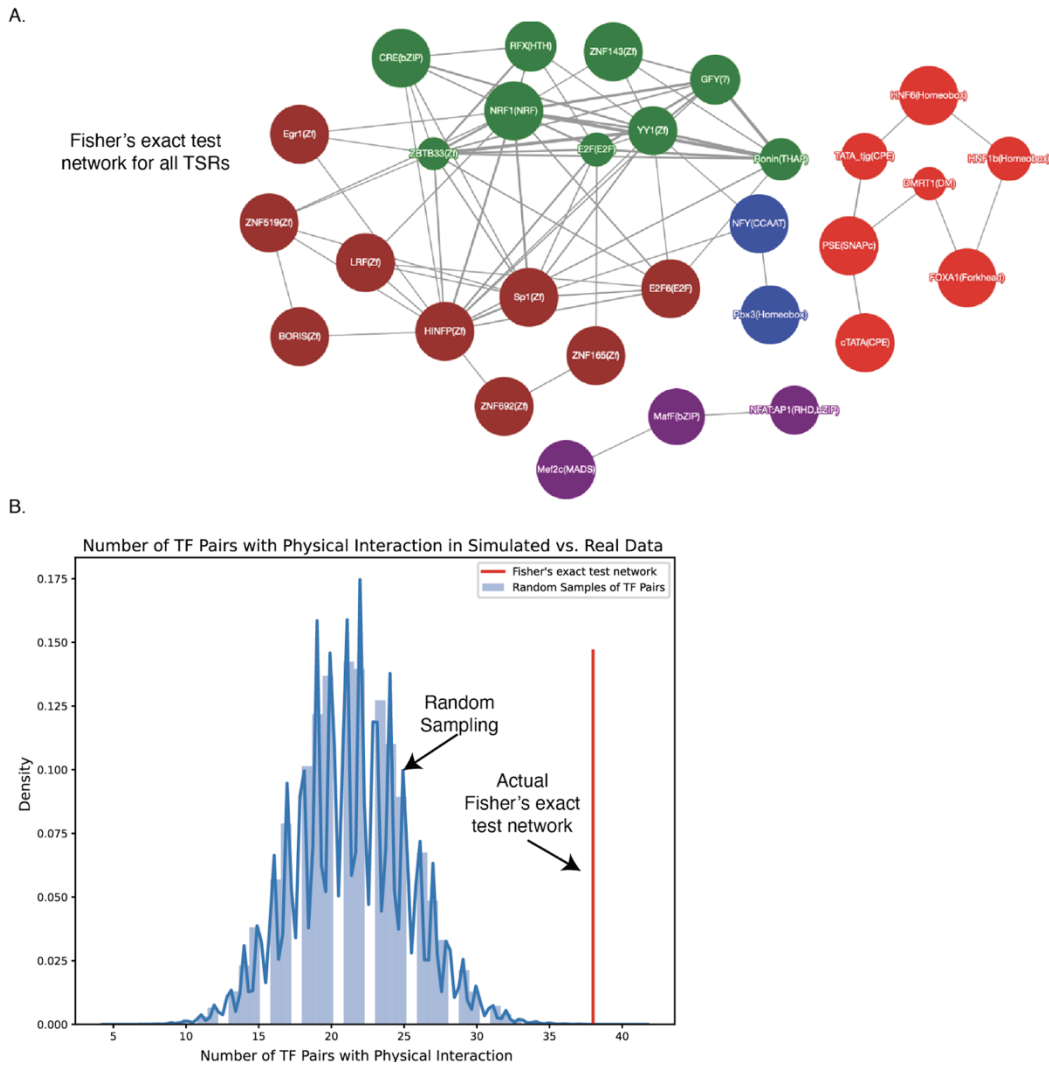 A.
Fisher's exact test
network for all TSRs
CRE(bZIP)
RFX(HTH)
ZNF143(Zf)
GFY(?)
NRF1(NRF)
YY1(Zf)
Egr1(Zf)
ZBTB33(Zf)
E2F(E2F)
Ronin(THAP)
HNF6(Homeobox)
TATA_tjg(CPE)
HNF1b(Homeobox)
DMRT1(DM)
ZNF519(Zf)
NFY(CCAAT)
PSE(SNAPc)
LRF(Zf)
FOXA1(Forkhead)
Sp1(Zf)
E2F6(E2F)
Pbx3(Homeobox)
BORIS(Zf)
HINFP(Zf)
cTATA(CPE)
ZNF165(Zf)
ZNF692(Zf)
MafF(bZIP)
NFAT:AP1(RHD,bZIP)
Mef2c(MADS)
B.
Number of TF Pairs with Physical Interaction in Simulated vs. Real Data
Fisher's exact test network
Random Samples of TF Pairs
0.175
0.150
0.125
0.100
0.075
0.050
0.025
0.000
Density
Random
Sampling
Actual
Fisher's exact
test network
5
10
15
20
25
30
35
40
Number of TF Pairs with Physical Interaction